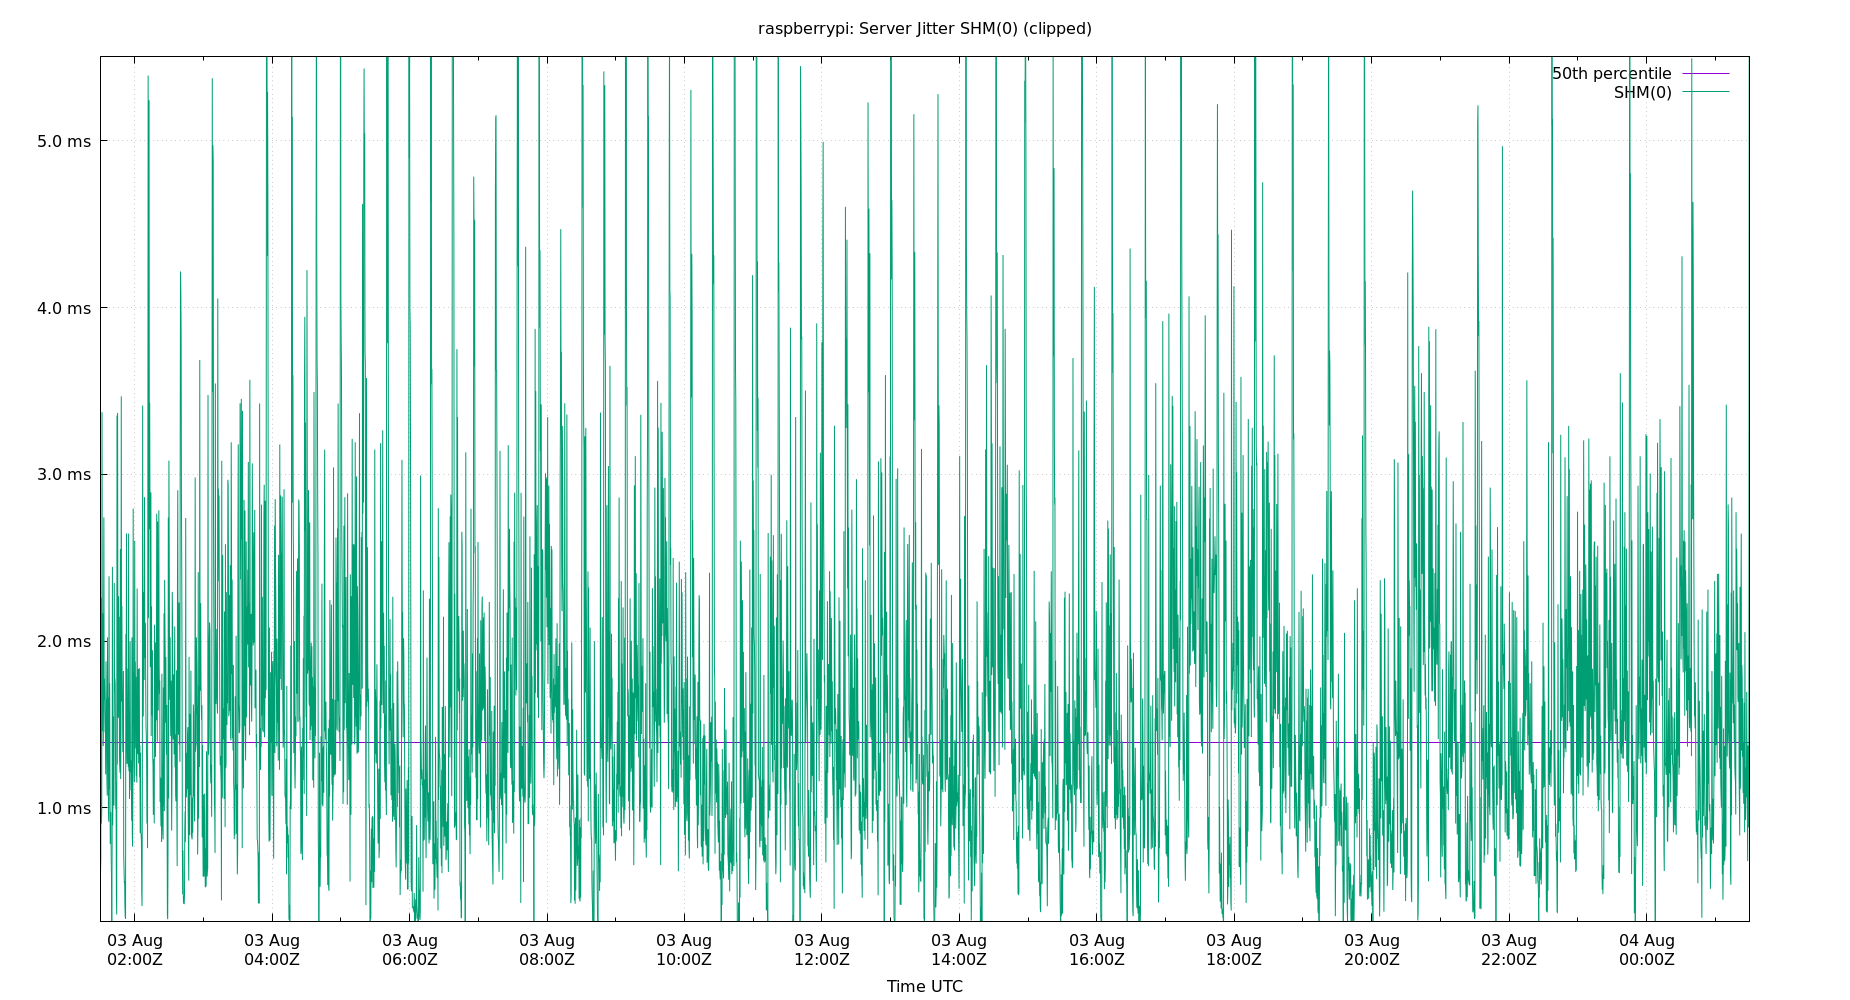 raspberrypi: Server Jitter SHM(0) (clipped)
50th percentile
SHM(0)
5.0 ms
4.0 ms
3.0 ms
2.0 ms
1.0 ms
03 Aug 03 Aug 03 Aug 03 Aug 03 Aug 03 Aug 03 Aug 03 Aug 03 Aug 03 Aug 03 Aug 04 Aug
02:00Z 04:00Z 06:00Z 08:00Z 10:00Z 12:00Z 14:00Z 16:00Z 18:00Z 20:00Z 22:00Z 00:00Z
Time UTC